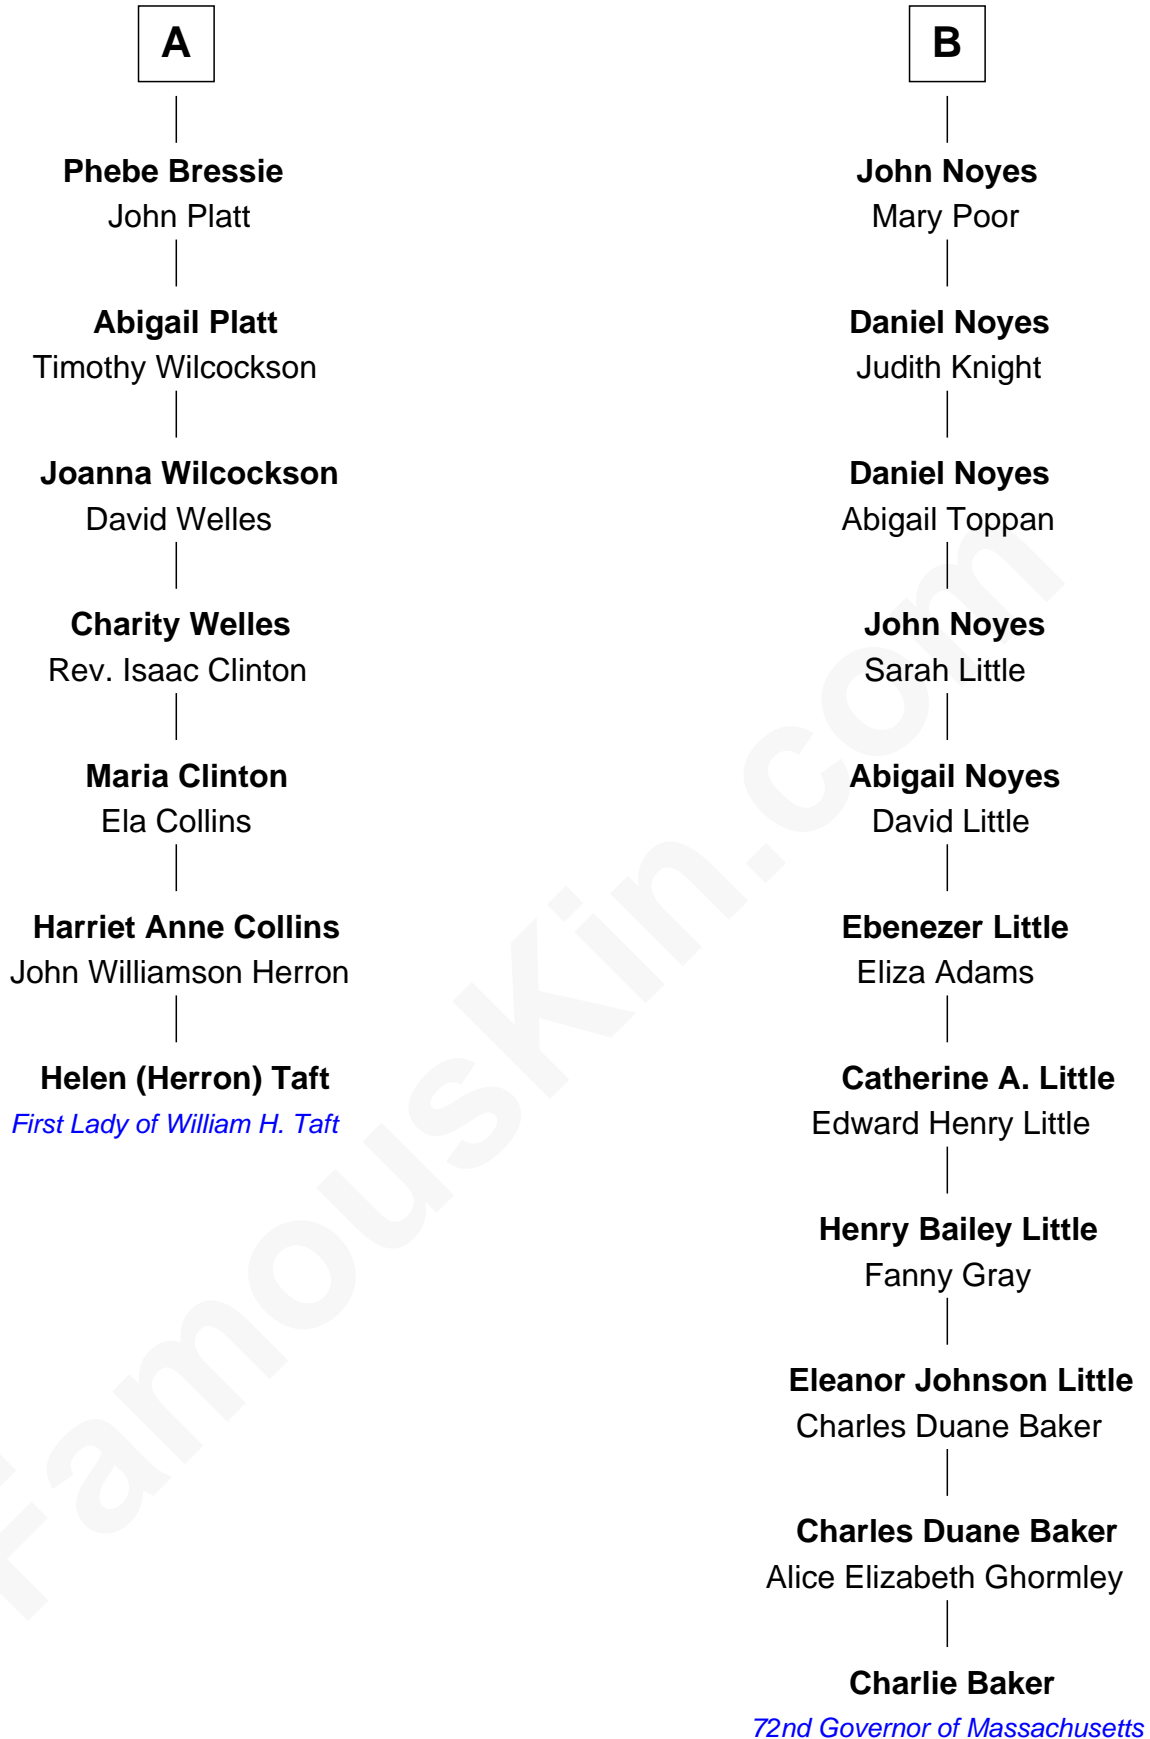 A
Phebe Bressie
John Platt
Abigail Platt
Timothy Wilcockson
Joanna Wilcockson
David Welles
Charity Welles
Rev. Isaac Clinton
Maria Clinton
Ela Collins
Harriet Anne Collins
John Williamson Herron
Helen (Herron) Taft
First Lady of William H. Taft
B
John Noyes
Mary Poor
Daniel Noyes
Judith Knight
Daniel Noyes
Abigail Toppan
John Noyes
Sarah Little
Abigail Noyes
David Little
Ebenezer Little
Eliza Adams
Catherine A. Little
Edward Henry Little
Henry Bailey Little
Fanny Gray
Eleanor Johnson Little
Charles Duane Baker
Charles Duane Baker
Alice Elizabeth Ghormley
Charlie Baker
72nd Governor of Massachusetts
FamousKin.com